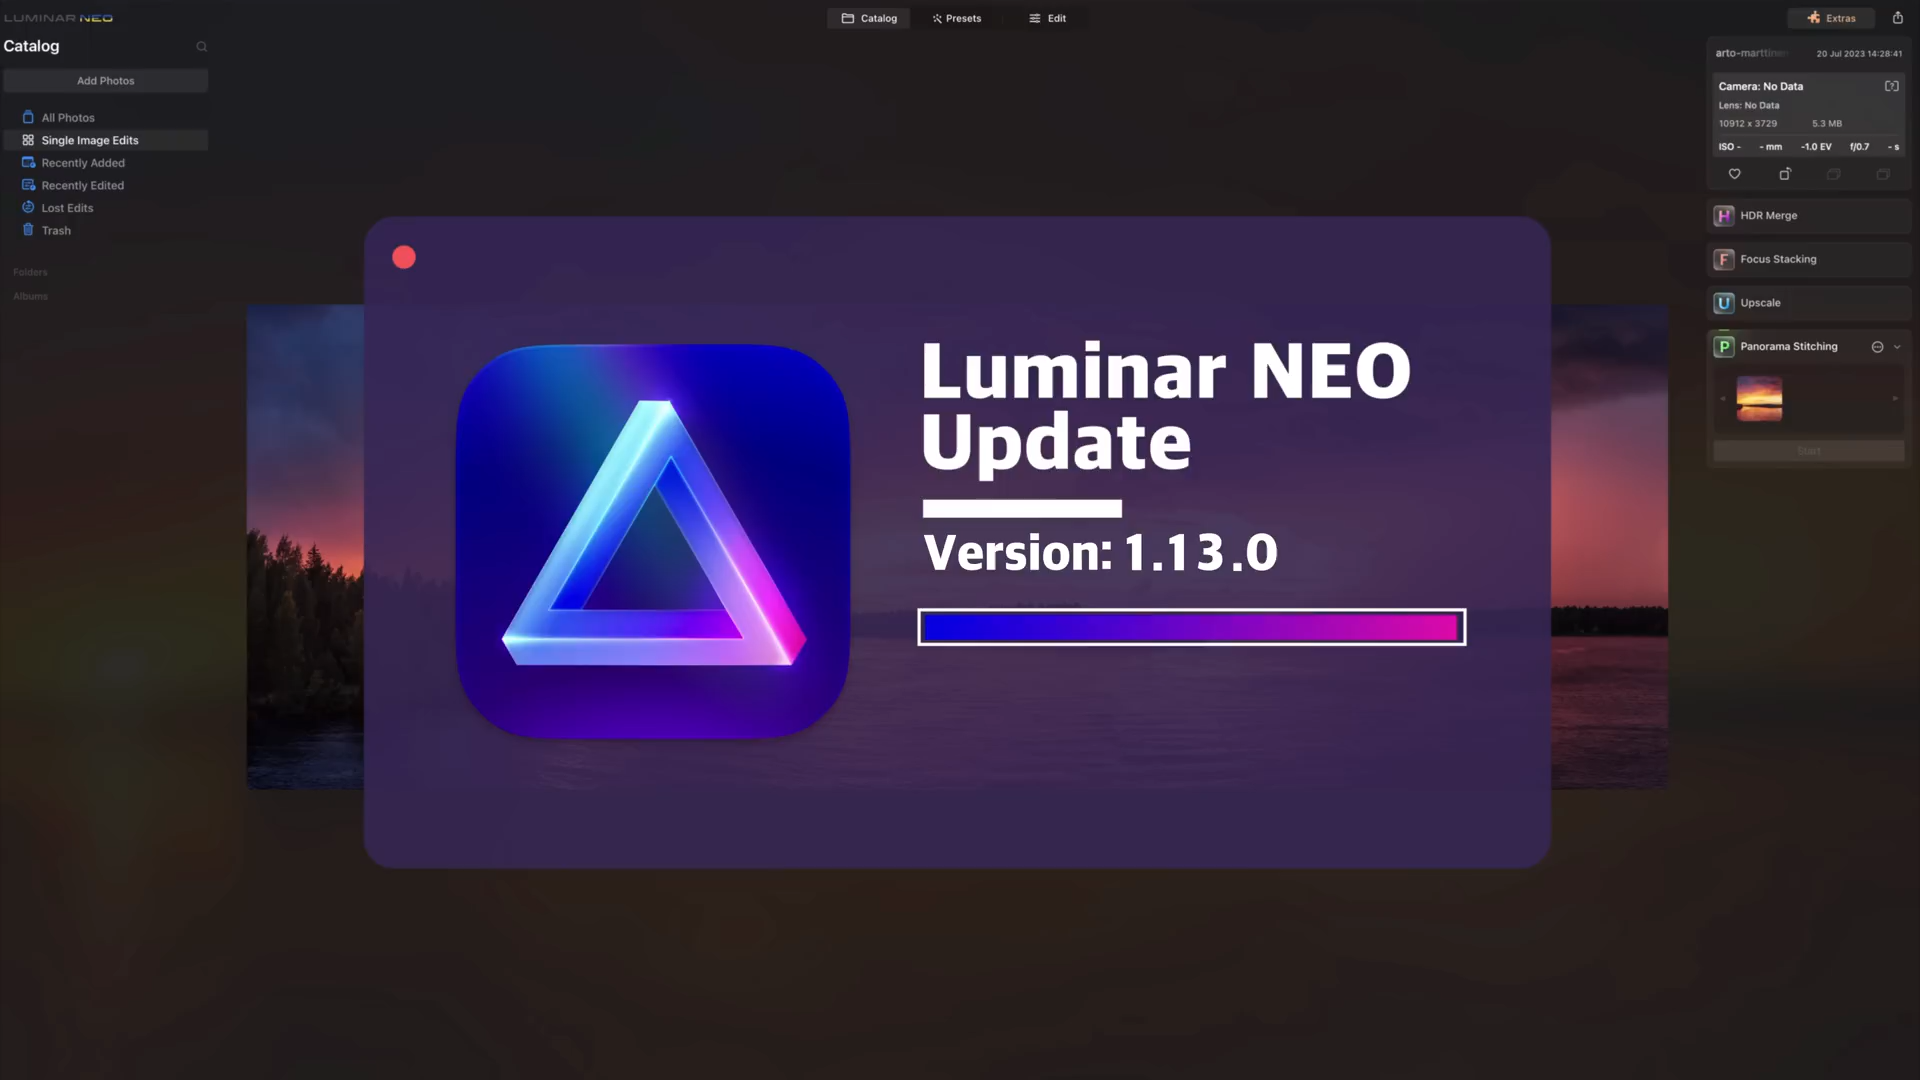 LUMINAR NEO
Catalog
Presets
Edit
Extras
Catalog
Add Photos
All Photos
Single Image Edits
Recently Added
Recently Edited
Lost Edits
Trash
Folders
Albums
Luminar NEO
Update
Version: 1.13.0
arto-marttinen 20 Jul 2023 14:28:41
Camera: No Data
Lens: No Data
10912 x 3729 5.3 MB
ISO - - mm -1.0 EV f/0.7 - s
H HDR Merge
F Focus Stacking
U Upscale
P Panorama Stitching
Start